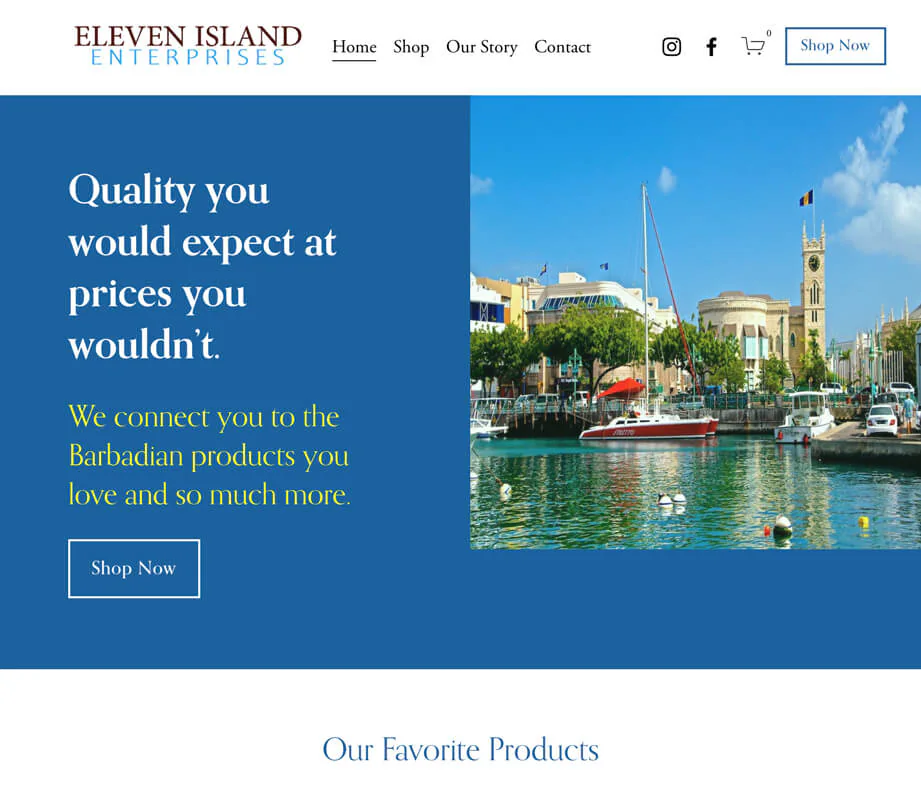 ELEVEN ISLAND
ENTERPRISES
Home Shop Our Story Contact
0
Shop Now
Quality you
would expect at
prices you
wouldn't.
We connect you to the
Barbadian products you
love and so much more.
Shop Now
Our Favorite Products